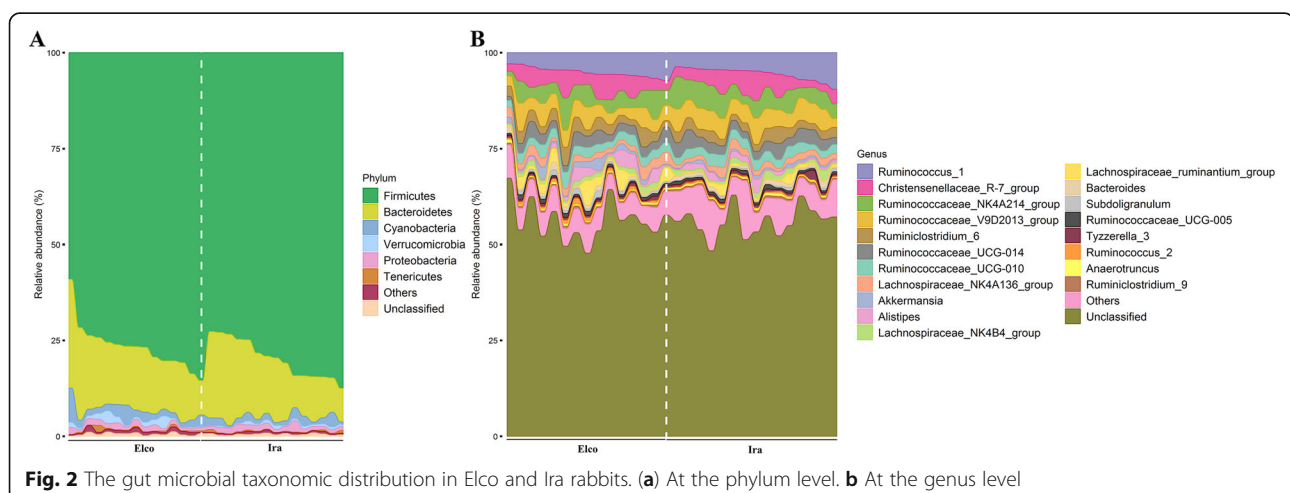 A
B
100
75
50
25
0
Relative abundance (%)
Elco
Ira
Phylum
Firmicutes
Bacteroidetes
Cyanobacteria
Verrucomicrobia
Proteobacteria
Tenericutes
Others
Unclassified
100
75
50
25
0
Relative abundance (%)
Elco
Ira
Genus
Ruminococcus_1
Christensenellaceae_R-7_group
Ruminococcaceae_NK4A214_group
Ruminococcaceae_V9D2013_group
Ruminiclostridium_6
Ruminococcaceae_UCG-014
Ruminococcaceae_UCG-010
Lachnospiraceae_NK4A136_group
Akkermansia
Alistipes
Lachnospiraceae_NK4B4_group
Lachnospiraceae_ruminantium_group
Bacteroides
Subdoligranulum
Ruminococcaceae_UCG-005
Tyzzerella_3
Ruminococcus_2
Anaerotruncus
Ruminiclostridium_9
Others
Unclassified
Fig. 2 The gut microbial taxonomic distribution in Elco and Ira rabbits. (a) At the phylum level. b At the genus level